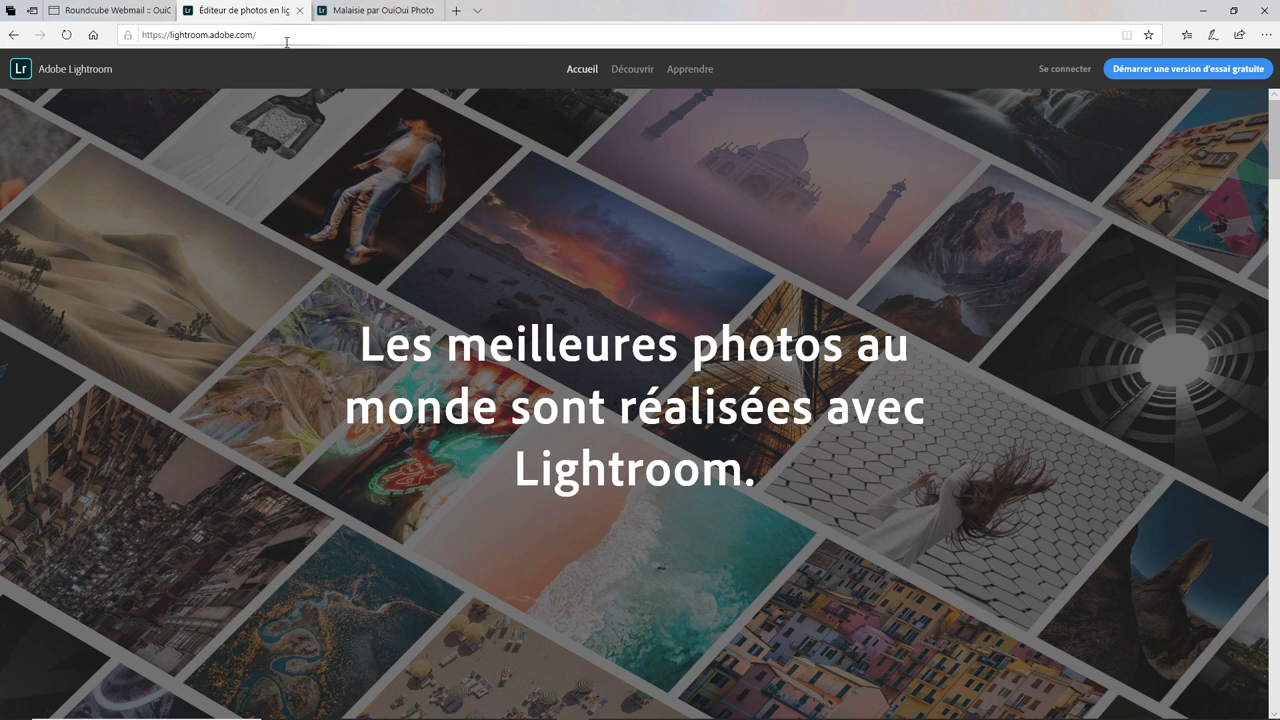 Roundcube Webmail :: OuiC
Éditeur de photos en lig
Malaisie par OuiOui Photo
https://lightroom.adobe.com/
Lr Adobe Lightroom
Accueil Découvrir Apprendre
Se connecter
Démarrer une version d'essai gratuite
Les meilleures photos au
monde sont réalisées avec
Lightroom.